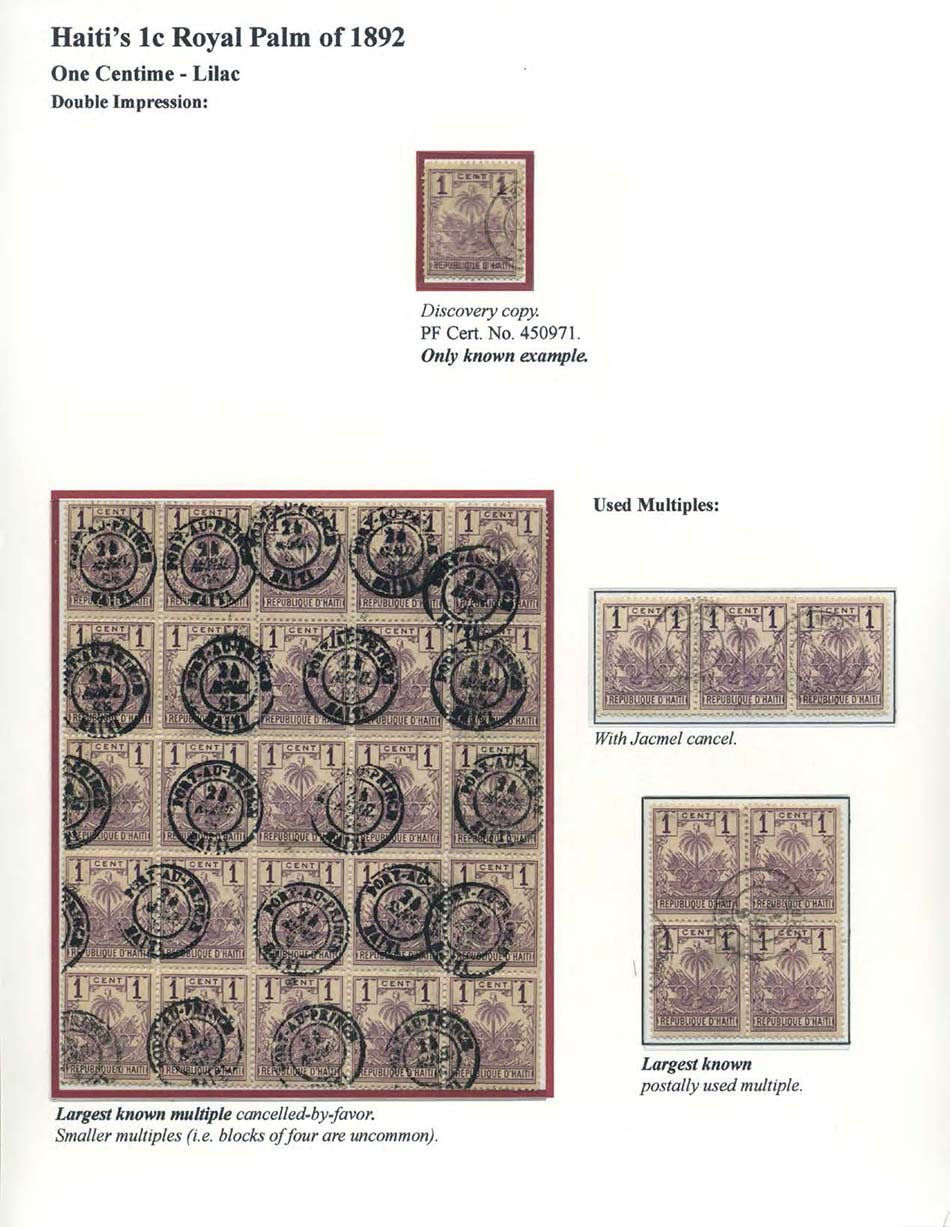 Haiti's 1c Royal Palm of 1892
One Centime - Lilac
Double Impression:
1 CENT 1
REPUBLIQUE D'HAITI
Discovery copy.
PF Cert. No. 450971.
Only known example.
Used Multiples:
1 CENT 1 1 CENT 1 1 CENT 1 1 CENT 1 1 CENT 1
PORT-AU-PRINCE
HAITI
REPUBLIQUE D'HAITI
1 CENT 1 1 CENT 1 1 CENT 1
REPUBLIQUE D'HAITI REPUBLIQUE D'HAITI REPUBLIQUE D'HAITI
With Jacmel cancel.
1 CENT 1 1 CENT 1
REPUBLIQUE D'HAITI REPUBLIQUE D'HAITI
1 CENT 1 1 CENT 1
REPUBLIQUE D'HAITI REPUBLIQUE D'HAITI
Largest known
postally used multiple.
Largest known multiple cancelled-by-favor.
Smaller multiples (i.e. blocks of four are uncommon).